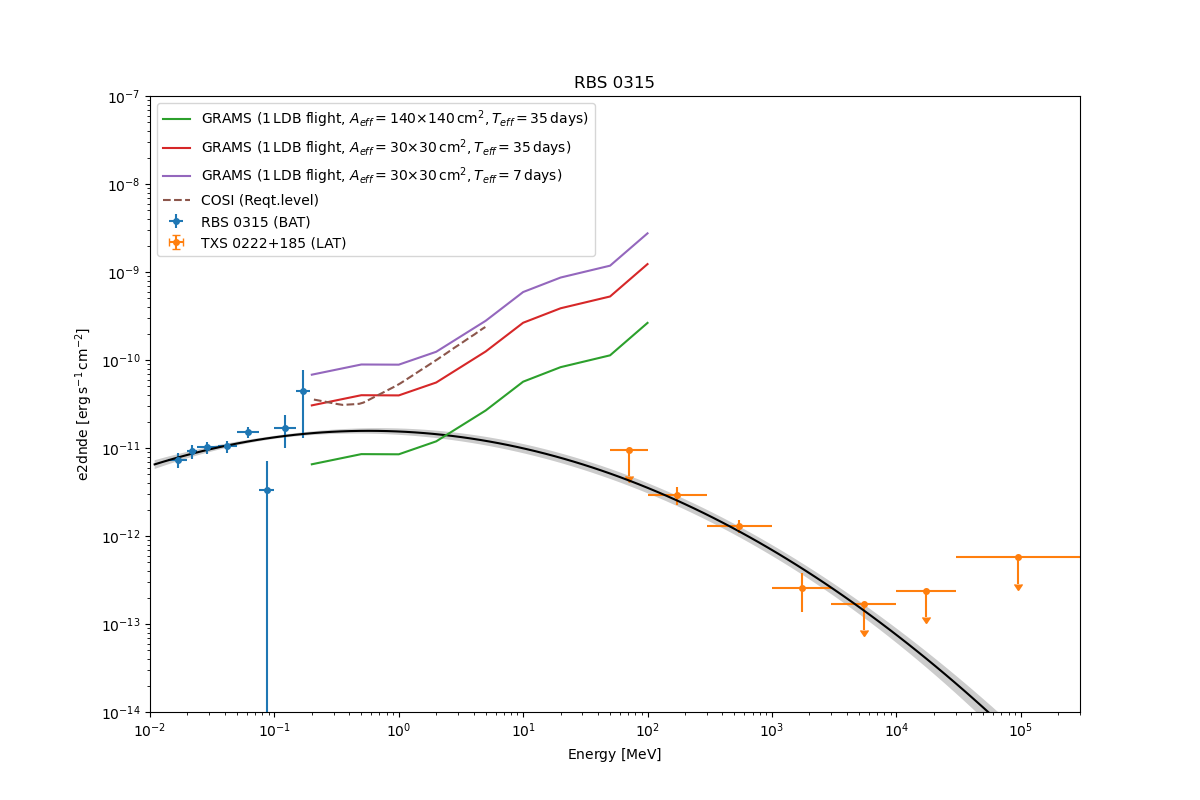 RBS 0315
10⁻⁷
10⁻⁸
10⁻⁹
10⁻¹⁰
10⁻¹¹
10⁻¹²
10⁻¹³
10⁻¹⁴
e2dnde [erg s⁻¹ cm⁻²]
GRAMS (1 LDB flight, A_eff = 140×140 cm², T_eff = 35 days)
GRAMS (1 LDB flight, A_eff = 30×30 cm², T_eff = 35 days)
GRAMS (1 LDB flight, A_eff = 30×30 cm², T_eff = 7 days)
COSI (Reqt.level)
RBS 0315 (BAT)
TXS 0222+185 (LAT)
10⁻² 10⁻¹ 10⁰ 10¹ 10² 10³ 10⁴ 10⁵
Energy [MeV]